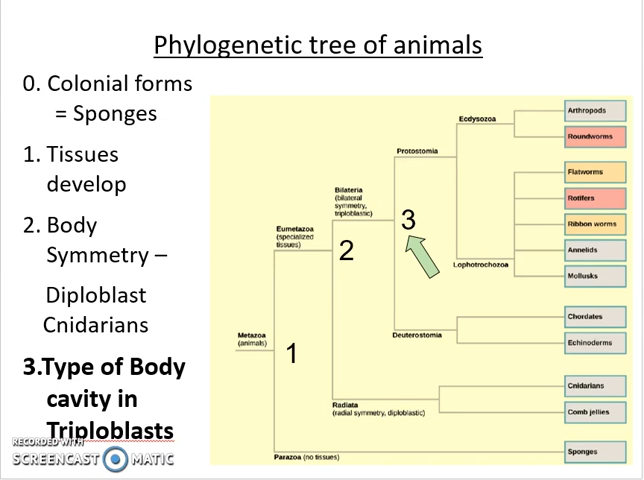 Phylogenetic tree of animals
0. Colonial forms
= Sponges
1. Tissues
develop
2. Body
Symmetry –
Diploblast
Cnidarians
3.Type of Body
cavity in
Triploblasts
RECORDED WITH
SCREENCAST MATIC
Metazoa
(animals)
1
Eumetazoa
(specialized
tissues)
2
Bilateria
(bilateral
symmetry,
triploblastic)
3
Protostomia
Ecdysozoa
Lophotrochozoa
Deuterostomia
Radiata
(radial symmetry, diploblastic)
Parazoa (no tissues)
Arthropods
Roundworms
Flatworms
Rotifers
Ribbon worms
Annelids
Mollusks
Chordates
Echinoderms
Cnidarians
Comb jellies
Sponges